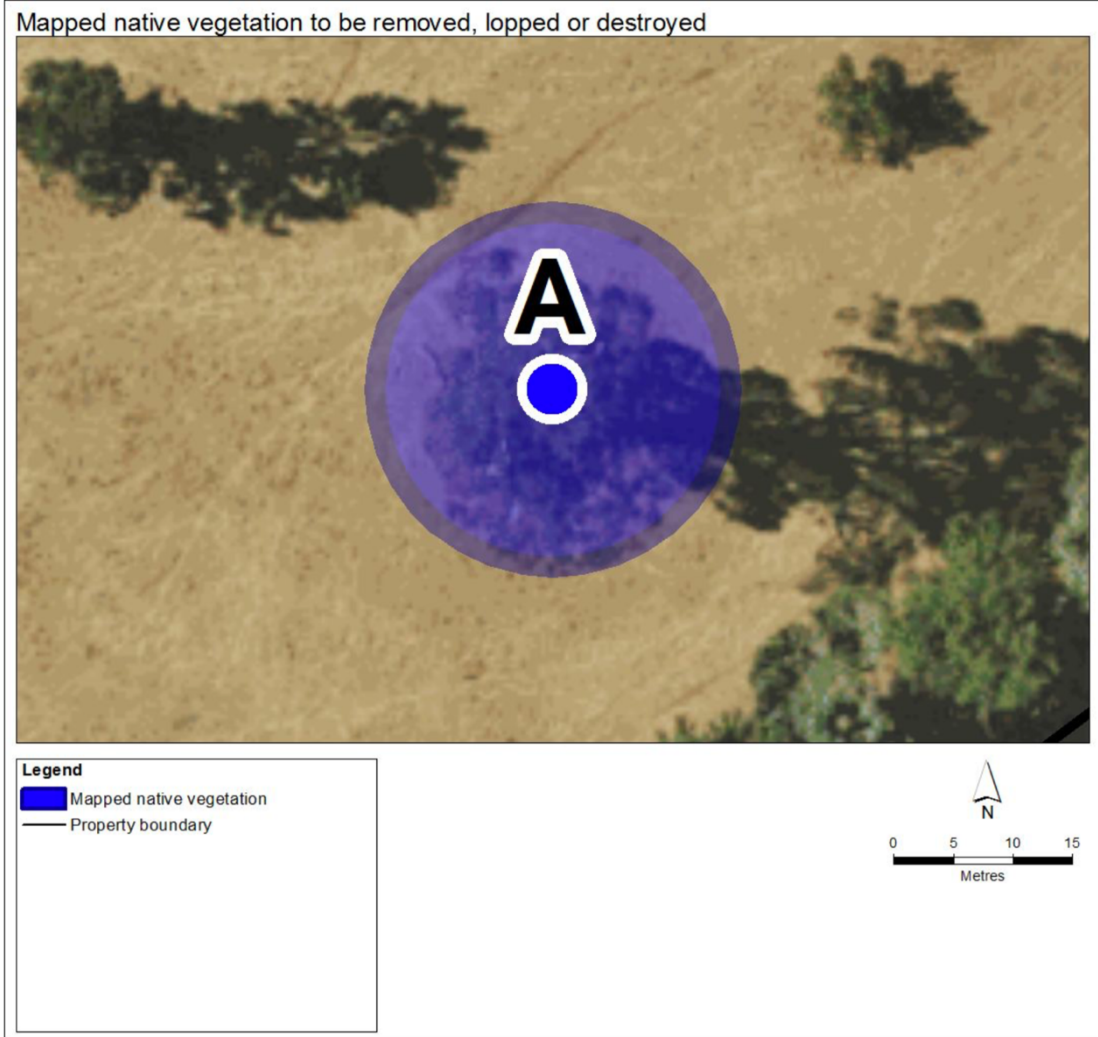 Mapped native vegetation to be removed, lopped or destroyed
A
Legend
Mapped native vegetation
Property boundary
N
0 5 10 15
Metres